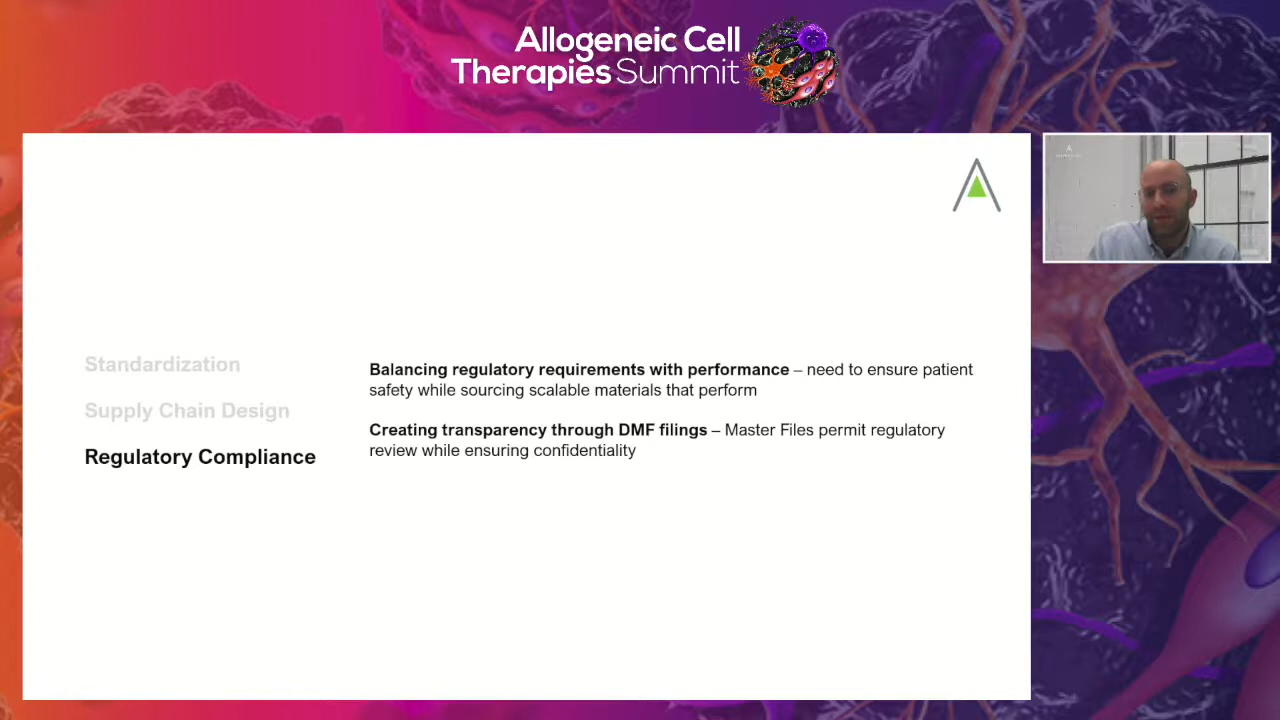 Allogeneic Cell
Therapies Summit
Standardization
Supply Chain Design
Regulatory Compliance
Balancing regulatory requirements with performance – need to ensure patient
safety while sourcing scalable materials that perform
Creating transparency through DMF filings – Master Files permit regulatory
review while ensuring confidentiality